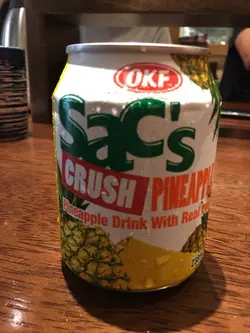 OKF.
SaC's
CRUSH PINEAPPL
Pineapple Drink With Real